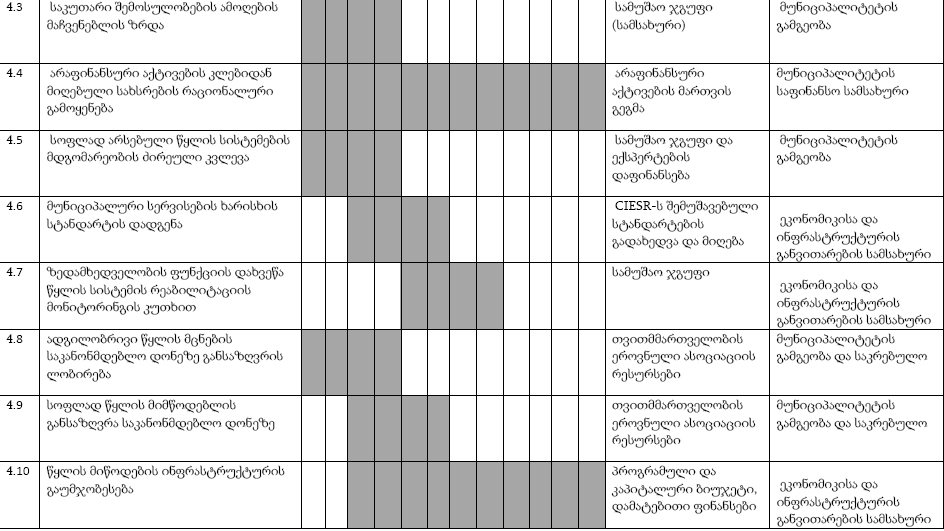 4.3
საკუთარი შემოსულობების ამოღების
მაჩვენებლის ზრდა
სამუშაო ჯგუფი
(სამსახური)
მუნიციპალიტეტის
გამგეობა
4.4
არაფინანსური აქტივების კლებიდან
მიღებული სახსრების რაციონალური
გამოყენება
არაფინანსური
აქტივების მართვის
გეგმა
მუნიციპალიტეტის
საფინანსო სამსახური
4.5
სოფლად არსებული წყლის სისტემების
მდგომარეობის ძირეული კვლევა
სამუშაო ჯგუფი და
ექსპერტების
დაფინანსება
მუნიციპალიტეტის
გამგეობა
4.6
მუნიციპალური სერვისების ხარისხის
სტანდარტის დადგენა
CIESR-ს შემუშავებული
სტანდარტების
გადახედვა და მიღება
ეკონომიკისა და
ინფრასტრუქტურის
განვითარების სამსახური
4.7
ზედამხედველობის ფუნქციის დახვეწა
წყლის სისტემის რეაბილიტაციის
მონიტორინგის კუთხით
სამუშაო ჯგუფი
ეკონომიკისა და
ინფრასტრუქტურის
განვითარების სამსახური
4.8
ადგილობრივი წყლის მცნების
საკანონმდებლო დონეზე განსაზღვრის
ლობირება
თვითმმართველობის
ეროვნული ასოციაციის
რესურსები
მუნიციპალიტეტის
გამგეობა და საკრებულო
4.9
სოფლად წყლის მიმწოდებლის
განსაზღვრა საკანონმდებლო დონეზე
თვითმმართველობის
ეროვნული ასოციაციის
რესურსები
მუნიციპალიტეტის
გამგეობა და საკრებულო
4.10
წყლის მიწოდების ინფრასტრუქტურის
გაუმჯობესება
პროგრამული და
კაპიტალური ბიუჯეტი,
დამატებითი ფინანსები
ეკონომიკისა და
ინფრასტრუქტურის
განვითარების სამსახური